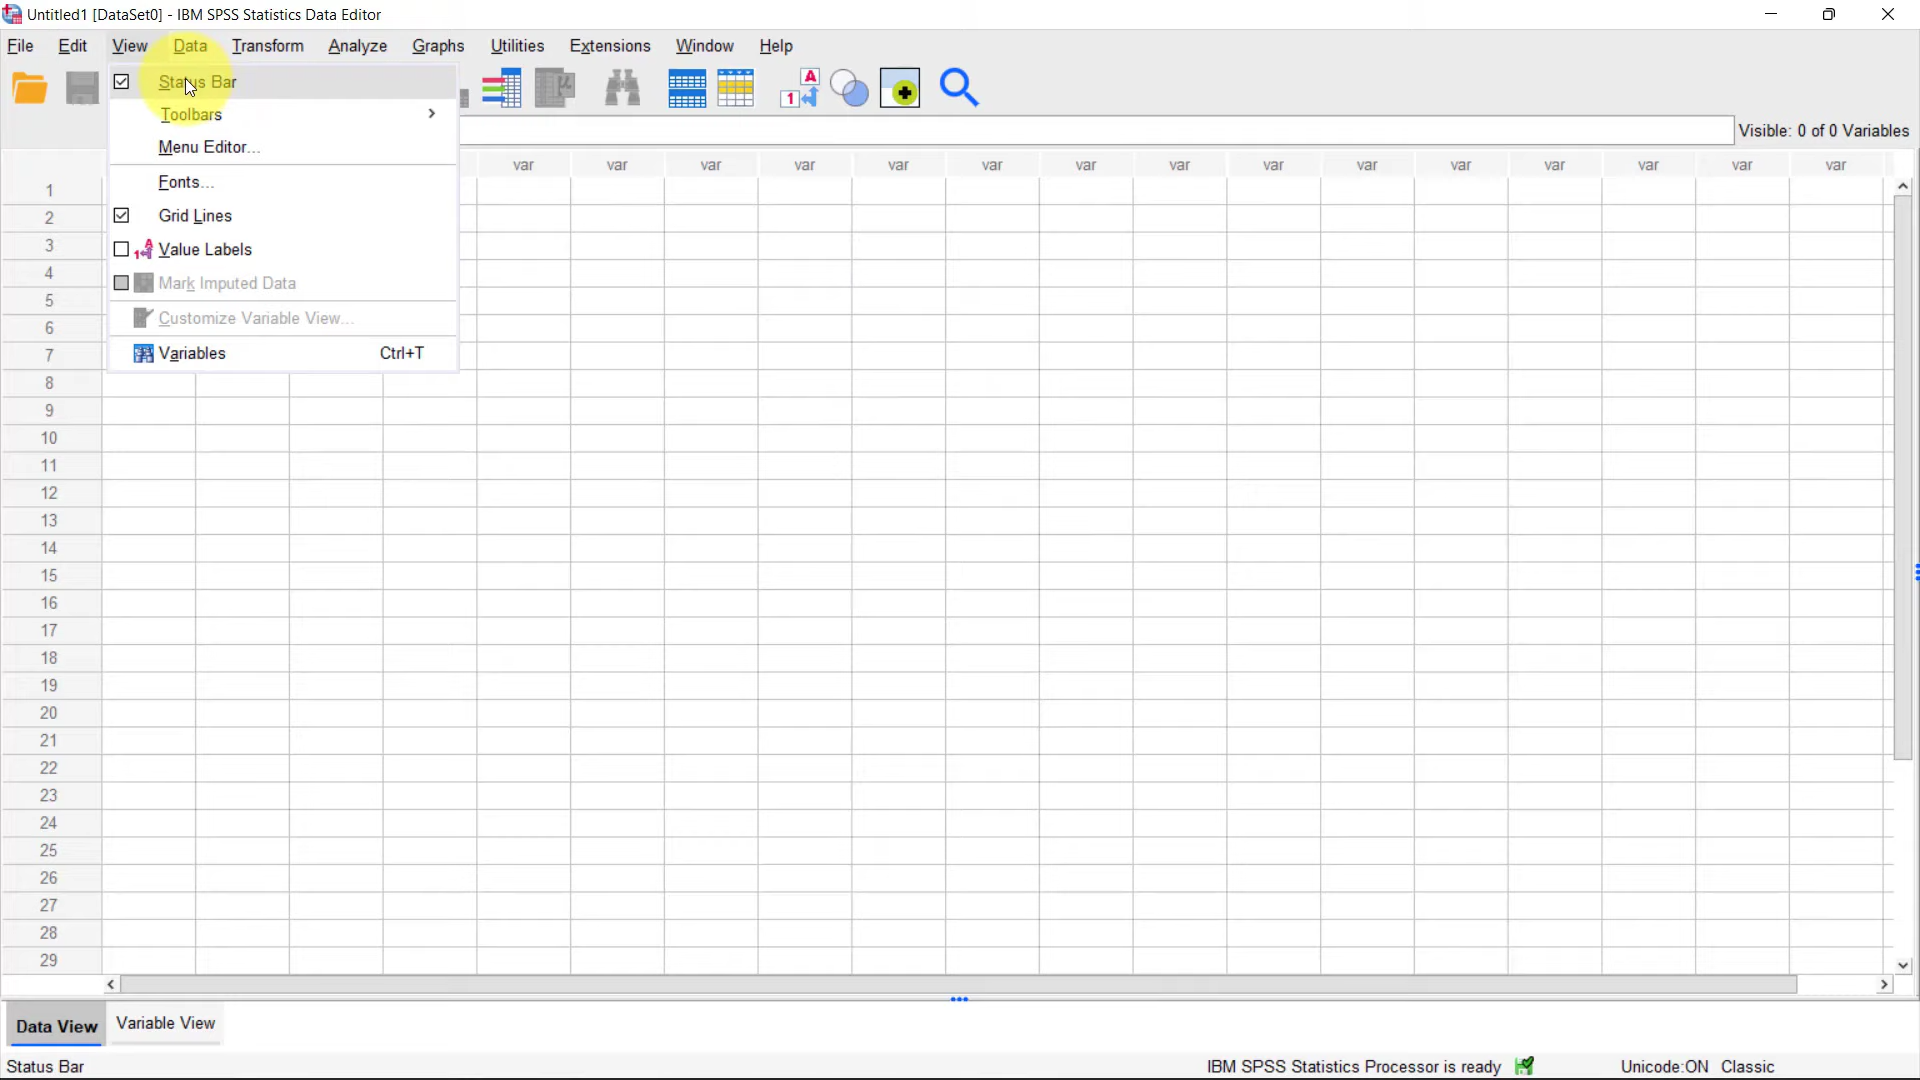 Untitled1 [DataSet0] - IBM SPSS Statistics Data Editor
File Edit View Data Transform Analyze Graphs Utilities Extensions Window Help
Status Bar
Toolbars
Menu Editor...
Visible: 0 of 0 Variables
var var var var var var var var var var var var var var var
Fonts...
Grid Lines
Value Labels
Mark Imputed Data
Customize Variable View...
Variables Ctrl+T
1
2
3
4
5
6
7
8
9
10
11
12
13
14
15
16
17
18
19
20
21
22
23
24
25
26
27
28
29
Data View Variable View
Status Bar IBM SPSS Statistics Processor is ready Unicode:ON Classic